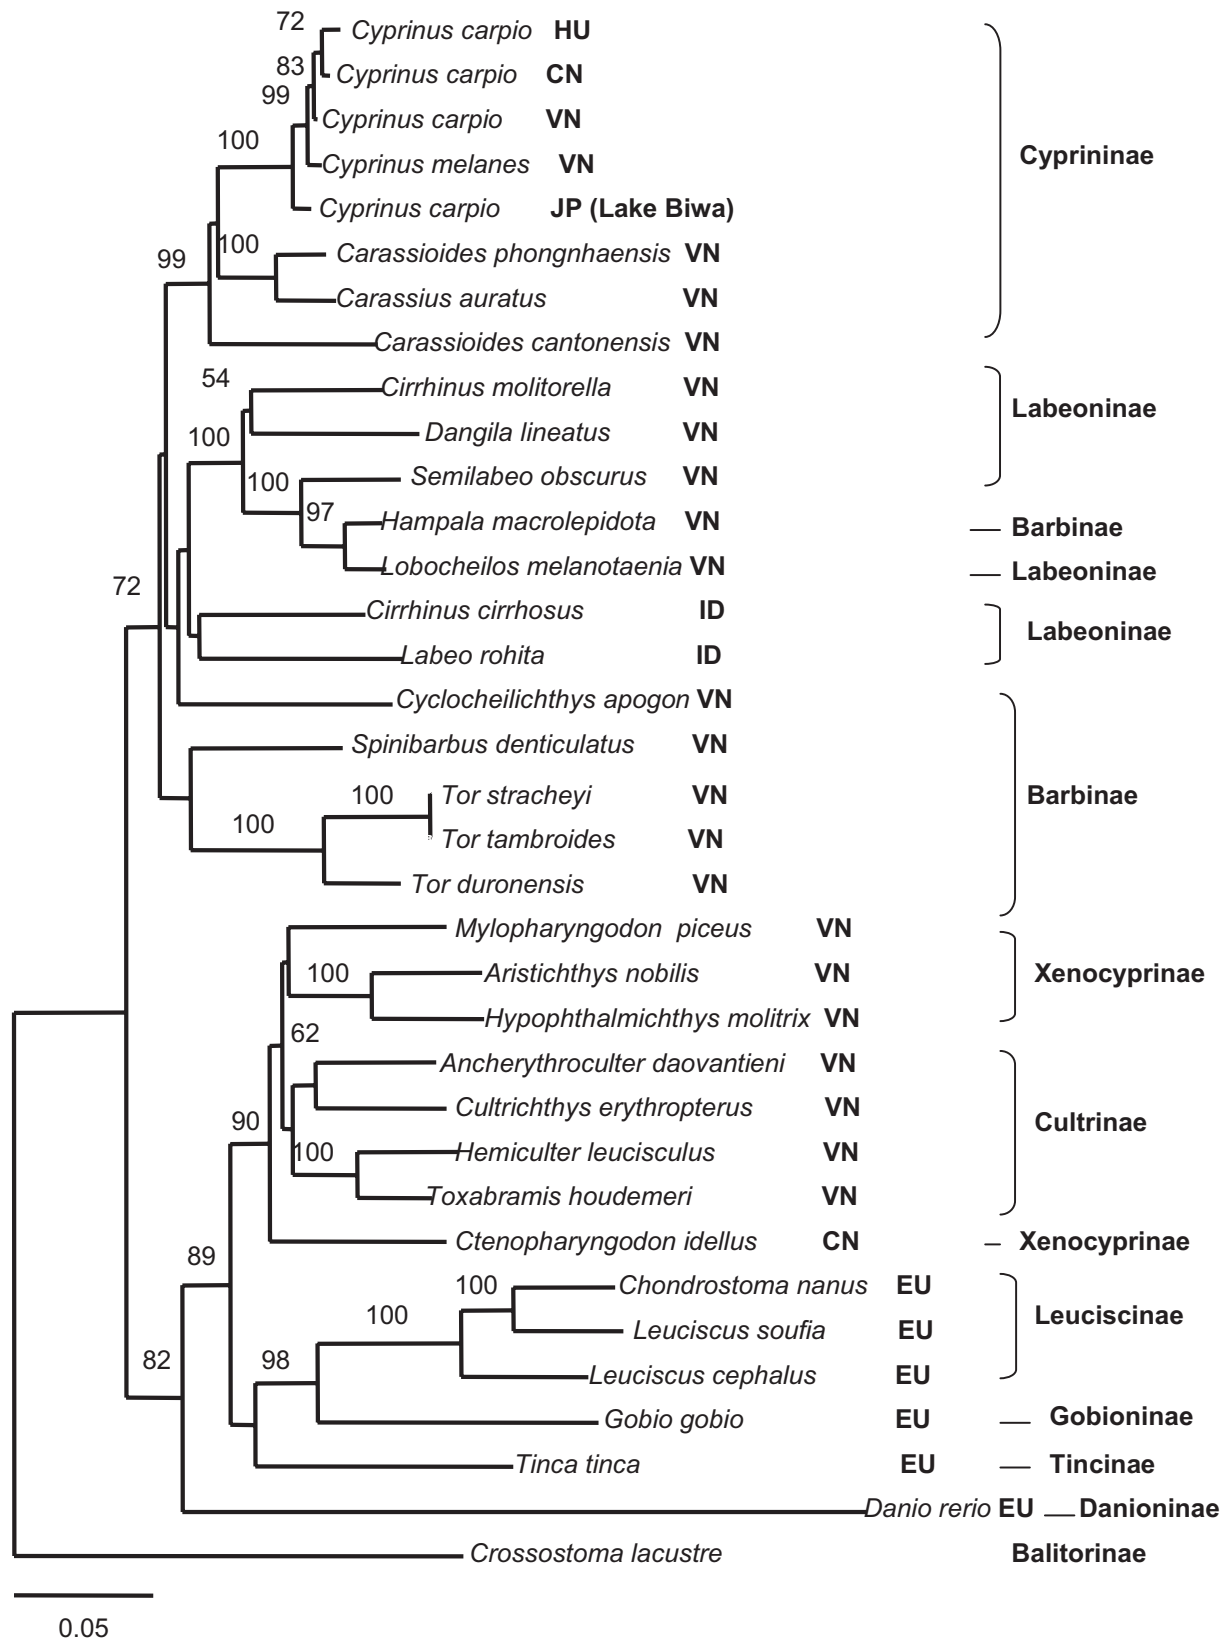 72
Cyprinus carpio HU
83
Cyprinus carpio CN
99
Cyprinus carpio VN
100
Cyprininae
Cyprinus melanes VN
Cyprinus carpio JP (Lake Biwa)
100
Carassioides phongnhaensis VN
99
Carassius auratus VN
Carassioides cantonensis VN
54
Cirrhinus molitorella VN
Labeoninae
Dangila lineatus VN
100
Semilabeo obscurus VN
100
97
Hampala macrolepidota VN
Barbinae
Lobocheilos melanotaenia VN
Labeoninae
72
Cirrhinus cirrhosus ID
Labeoninae
Labeo rohita ID
Cyclocheilichthys apogon VN
Spinibarbus denticulatus VN
100
Tor stracheyi VN
Barbinae
100
Tor tambroides VN
Tor duronensis VN
Mylopharyngodon piceus VN
100
Aristichthys nobilis VN
Xenocyprinae
Hypophthalmichthys molitrix VN
62
Ancherythroculter daovantieni VN
Cultrichthys erythropterus VN
90
Cultrinae
100
Hemiculter leucisculus VN
Toxabramis houdemeri VN
Ctenopharyngodon idellus CN
Xenocyprinae
89
100
Chondrostoma nanus EU
100
Leuciscinae
Leuciscus soufia EU
82
98
Leuciscus cephalus EU
Gobio gobio EU
Gobioninae
Tinca tinca EU
Tincinae
Danio rerio EU
Danioninae
Crossostoma lacustre
Balitorinae
0.05